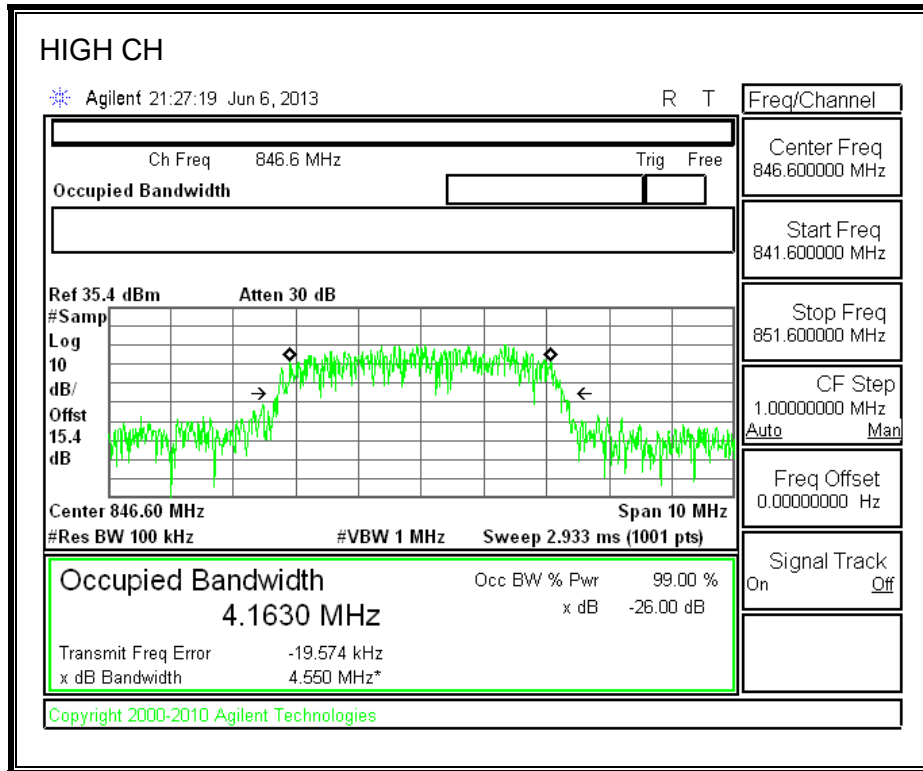 HIGH CH
Agilent 21:27:19 Jun 6, 2013 R T
Freq/Channel
Ch Freq 846.6 MHz Trig Free
Occupied Bandwidth
Center Freq
846.600000 MHz
Start Freq
841.600000 MHz
Stop Freq
851.600000 MHz
CF Step
1.00000000 MHz
Auto Man
Freq Offset
0.00000000 Hz
Signal Track
On Off
Ref 35.4 dBm Atten 30 dB
#Samp
Log
10
dB/
Offst
15.4
dB
Center 846.60 MHz Span 10 MHz
#Res BW 100 kHz #VBW 1 MHz Sweep 2.933 ms (1001 pts)
Occupied Bandwidth Occ BW % Pwr 99.00 %
4.1630 MHz x dB -26.00 dB
Transmit Freq Error -19.574 kHz
x dB Bandwidth 4.550 MHz*
Copyright 2000-2010 Agilent Technologies